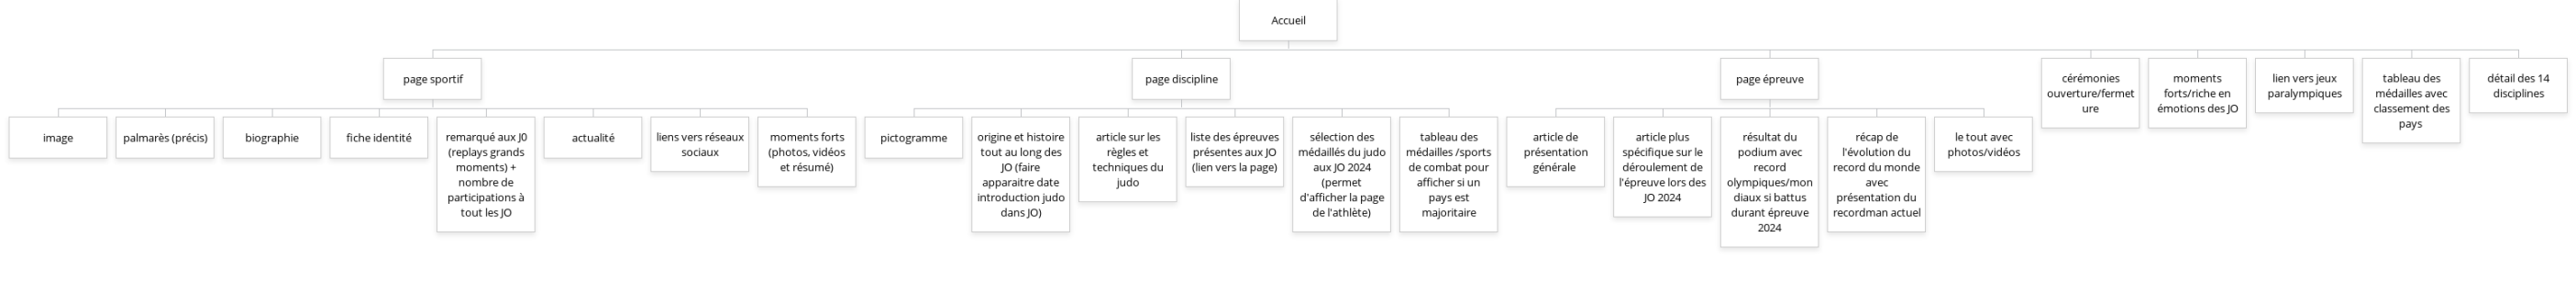 Accueil
page sportif
page discipline
page épreuve
cérémonies
ouverture/fermet
ure
moments
forts/riche en
émotions des JO
lien vers jeux
paralympiques
tableau des
médailles avec
classement des
pays
détail des 14
disciplines
image
palmarès (précis)
biographie
fiche identité
remarqué aux J0
(replays grands
moments) +
nombre de
participations à
tout les JO
actualité
liens vers réseaux
sociaux
moments forts
(photos, vidéos
et résumé)
pictogramme
origine et histoire
tout au long des
JO (faire
apparaitre date
introduction judo
dans JO)
article sur les
règles et
techniques du
judo
liste des épreuves
présentes aux JO
(lien vers la page)
sélection des
médaillés du judo
aux JO 2024
(permet
d'afficher la page
de l'athlète)
tableau des
médailles /sports
de combat pour
afficher si un
pays est
majoritaire
article de
présentation
générale
article plus
spécifique sur le
déroulement de
l'épreuve lors des
JO 2024
résultat du
podium avec
record
olympiques/mon
diaux si battus
durant épreuve
2024
récap de
l'évolution du
record du monde
avec
présentation du
recordman actuel
le tout avec
photos/vidéos